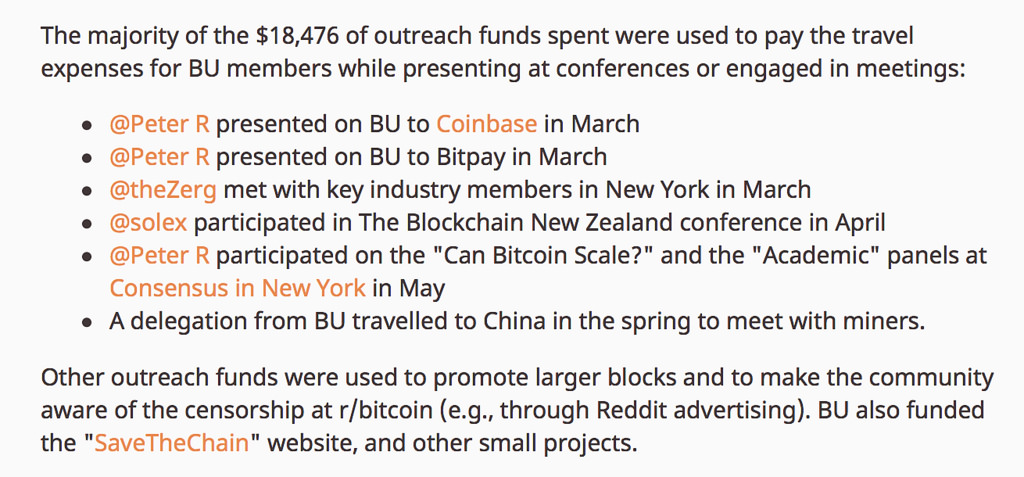 The majority of the $18,476 of outreach funds spent were used to pay the travel
expenses for BU members while presenting at conferences or engaged in meetings:
• @Peter R presented on BU to Coinbase in March
• @Peter R presented on BU to Bitpay in March
• @theZerg met with key industry members in New York in March
• @solex participated in The Blockchain New Zealand conference in April
• @Peter R participated on the "Can Bitcoin Scale?" and the "Academic" panels at
Consensus in New York in May
• A delegation from BU travelled to China in the spring to meet with miners.
Other outreach funds were used to promote larger blocks and to make the community
aware of the censorship at r/bitcoin (e.g., through Reddit advertising). BU also funded
the "SaveTheChain" website, and other small projects.